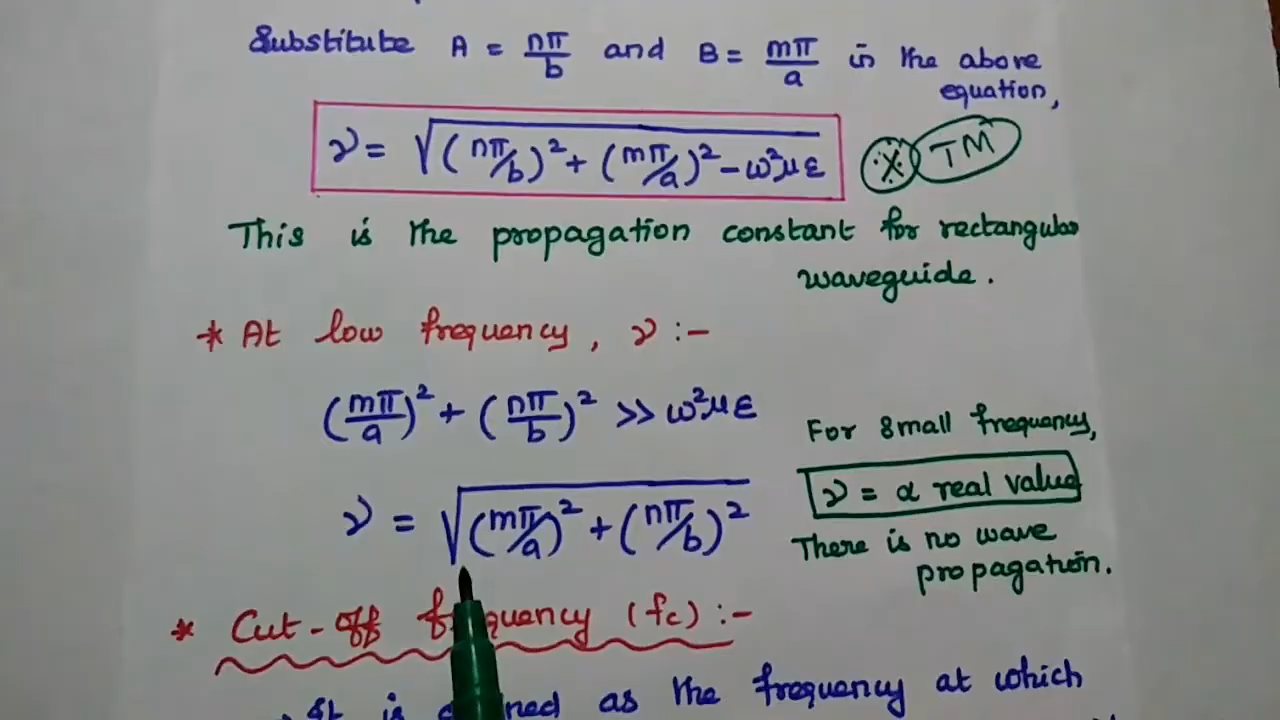 Substitute A = nπ/b and B = mπ/a in the above
equation,
ν = √(nπ/b)² + (mπ/a)² - ω²με
* TM
This is the propagation constant for rectangular
waveguide.
* At low frequency, ν :-
(mπ/a)² + (nπ/b)² >> ω²με
ν = √(mπ/a)² + (nπ/b)²
For small frequency,
ν = α real value
There is no wave
propagation.
* Cut-off frequency (fc) :-
It is as the frequency at which